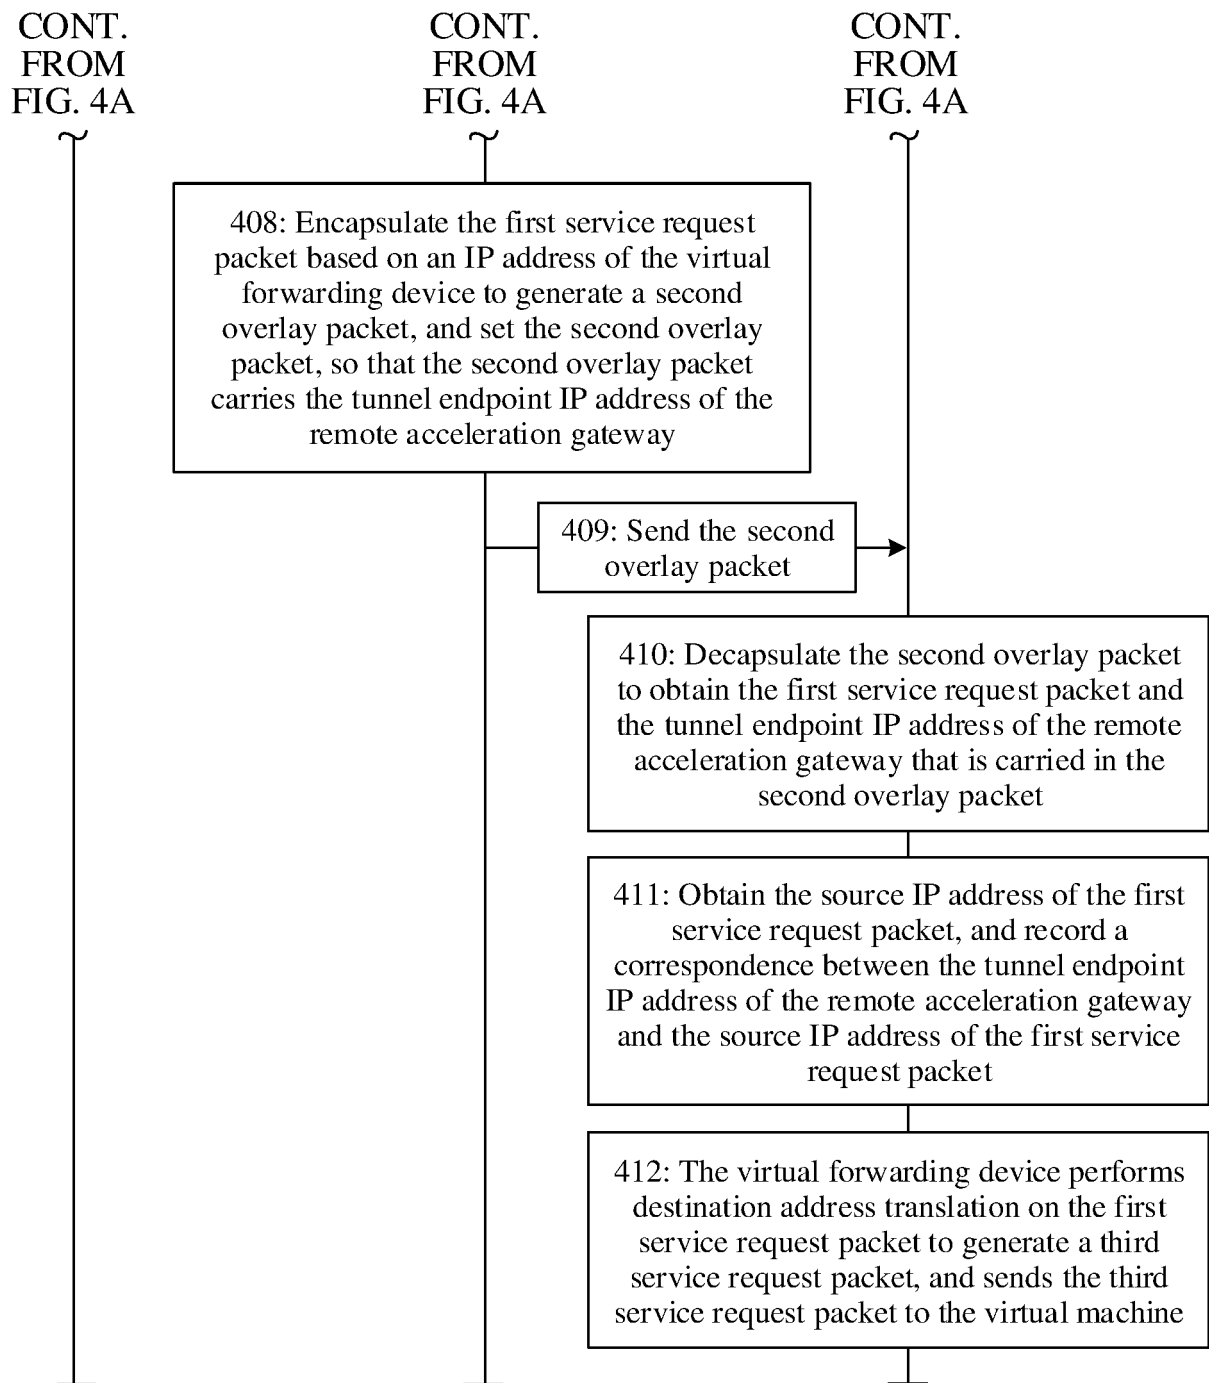 CONT.
FROM
FIG. 4A
CONT.
FROM
FIG. 4A
CONT.
FROM
FIG. 4A
408: Encapsulate the first service request
packet based on an IP address of the virtual
forwarding device to generate a second
overlay packet, and set the second overlay
packet, so that the second overlay packet
carries the tunnel endpoint IP address of the
remote acceleration gateway
409: Send the second
overlay packet
410: Decapsulate the second overlay packet
to obtain the first service request packet and
the tunnel endpoint IP address of the remote
acceleration gateway that is carried in the
second overlay packet
411: Obtain the source IP address of the first
service request packet, and record a
correspondence between the tunnel endpoint
IP address of the remote acceleration gateway
and the source IP address of the first service
request packet
412: The virtual forwarding device performs
destination address translation on the first
service request packet to generate a third
service request packet, and sends the third
service request packet to the virtual machine